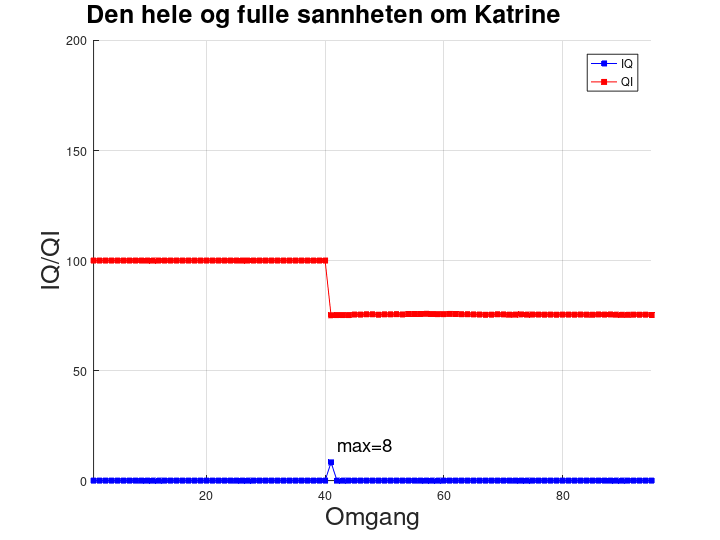 Den hele og fulle sannheten om Katrine
200
IQ
QI
150
100
50
0
IQ/QI
max=8
20 40 60 80
Omgang